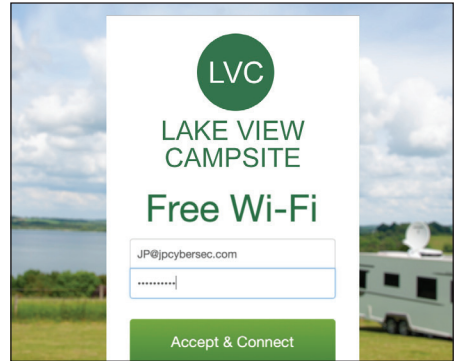 LVC
LAKE VIEW
CAMPSITE
Free Wi-Fi
JP@jpcybersec.com
••••••••••
Accept & Connect